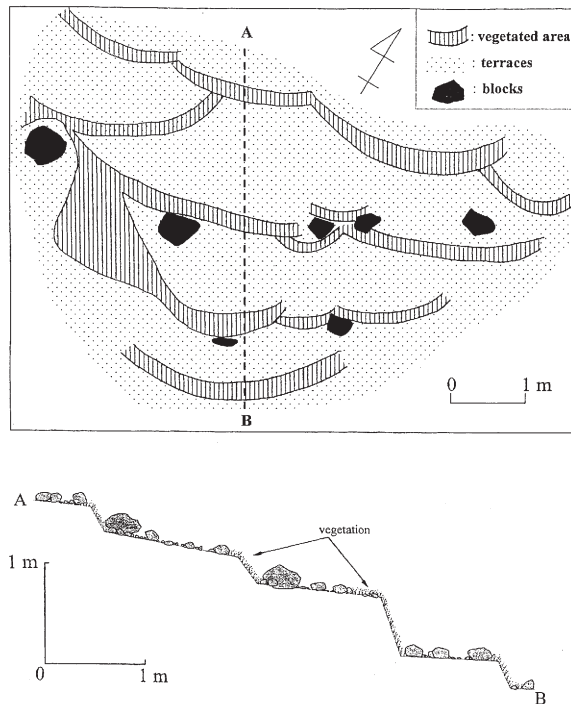 A
: vegetated area
: terraces
: blocks
0 1 m
B
A
vegetation
1 m
0 1 m
B